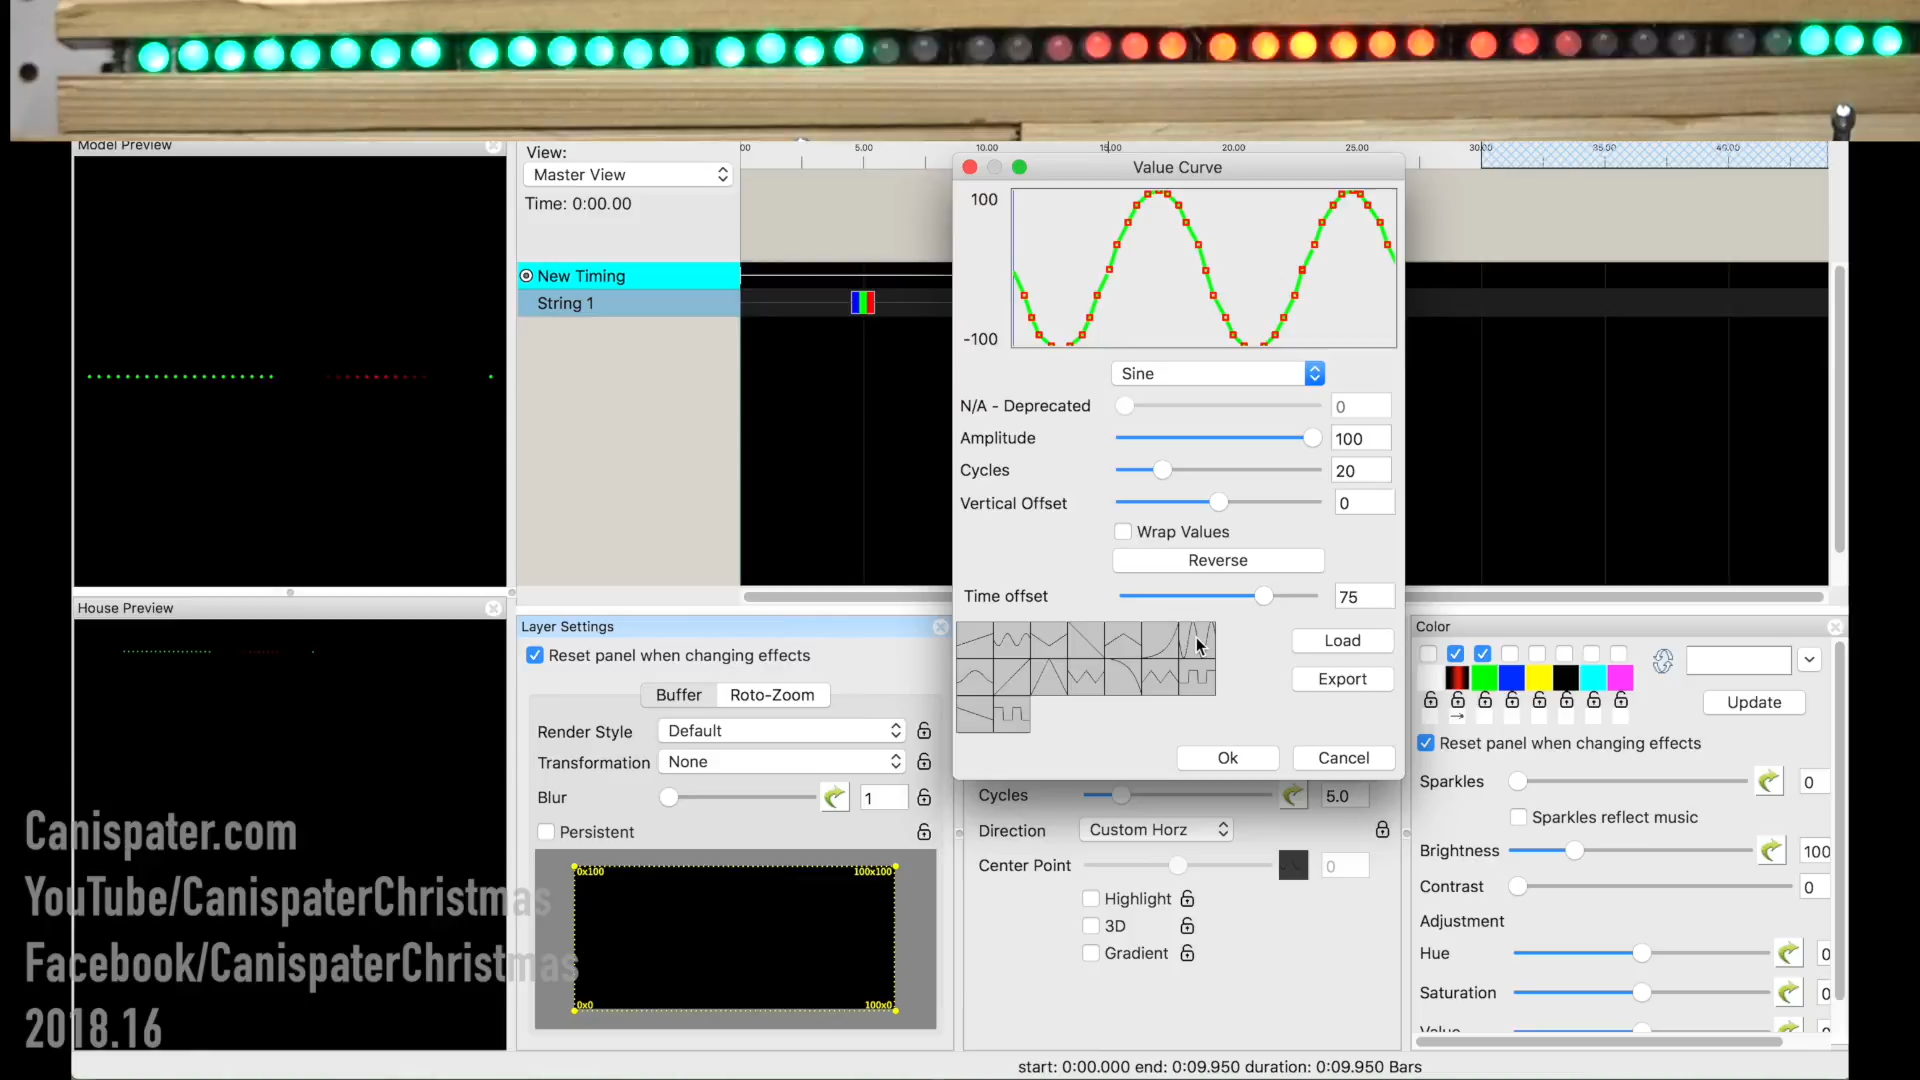 Model Preview
View:
Master View
Time: 0:00.00
5.00
10.00
20.00
25.00
35.00
40.00
Value Curve
100
-100
New Timing
String 1
Sine
N/A - Deprecated
0
Amplitude
100
Cycles
20
Vertical Offset
0
Wrap Values
Reverse
Time offset
75
Load
Export
Ok
Cancel
House Preview
Layer Settings
Reset panel when changing effects
Buffer
Roto-Zoom
Render Style
Default
Transformation
None
Blur
1
Persistent
0x100
100x100
0x0
100x0
Cycles
5.0
Direction
Custom Horz
Center Point
0
Highlight
3D
Gradient
Color
Update
Reset panel when changing effects
Sparkles
0
Sparkles reflect music
Brightness
100
Contrast
0
Adjustment
Hue
0
Saturation
0
Value
Canispater.com
YouTube/CanispaterChristmas
Facebook/CanispaterChristmas
2018.16
start: 0:00.000 end: 0:09.950 duration: 0:09.950 Bars